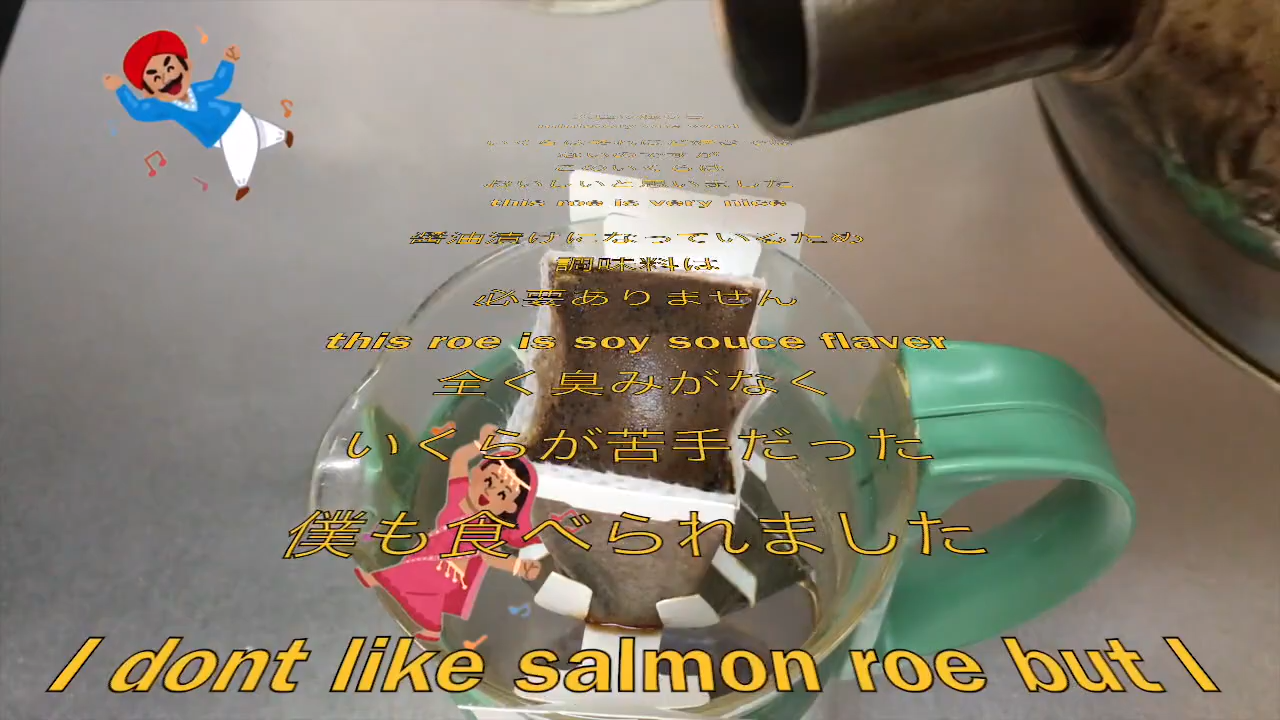 おいしいと思いました
this roe is very nice
醤油漬けになっているため
調味料は
必要ありません
this roe is soy souce flaver
全く臭みがなく
いくらが苦手だった
僕も食べられました
I dont like salmon roe but I